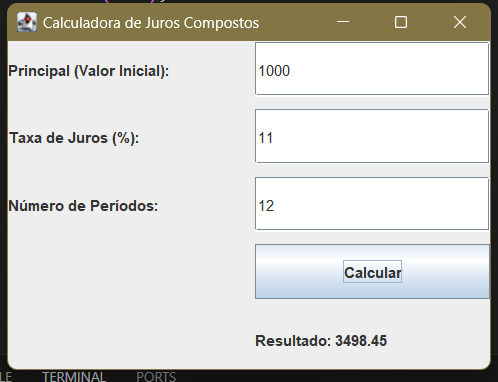 Calculadora de Juros Compostos
Principal (Valor Inicial):
1000
Taxa de Juros (%):
11
Número de Períodos:
12
Calcular
Resultado: 3498.45
TERMINAL PORTS